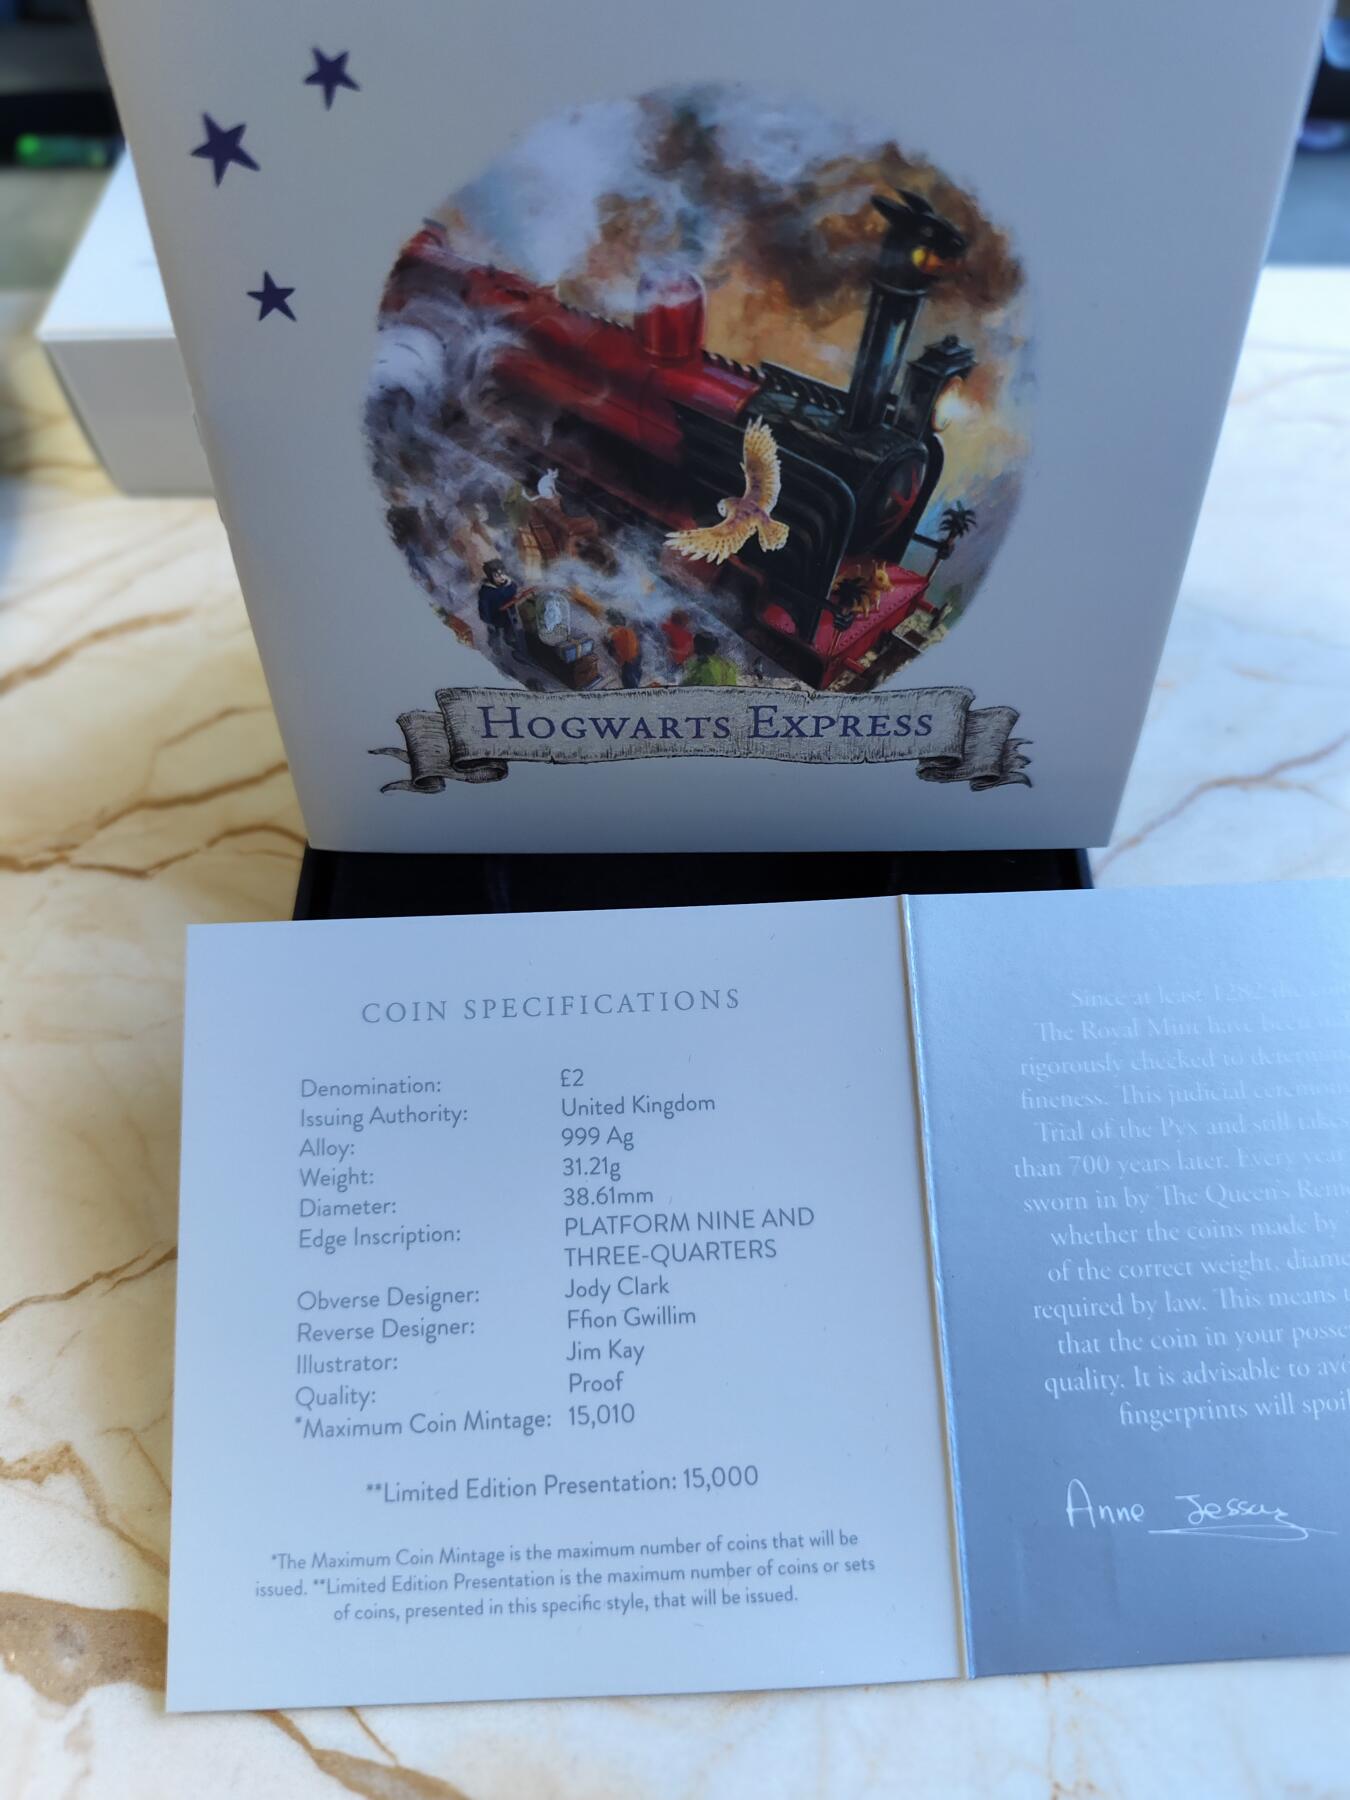 HOGWARTS EXPRESS
COIN SPECIFICATIONS
Denomination: £2
Issuing Authority: United Kingdom
Alloy: 999 Ag
Weight: 31.21g
Diameter: 38.61mm
Edge Inscription: PLATFORM NINE AND
THREE-QUARTERS
Obverse Designer: Jody Clark
Reverse Designer: Ffion Gwillim
Illustrator: Jim Kay
Quality: Proof
*Maximum Coin Mintage: 15,010
**Limited Edition Presentation: 15,000
*The Maximum Coin Mintage is the maximum number of coins that will be
issued. **Limited Edition Presentation is the maximum number of coins or sets
of coins, presented in this specific style, that will be issued.
Since at least 1282 the
The Royal Mint have been
rigorously checked to
fineness. This judicial
Trial of the Pyx and still
than 700 years later. Every year
sworn in by The Queen's
whether the coins made by
of the correct weight,
required by law. This means
that the coin in your
quality. It is advisable to
fingerprints will
Anne Jessopp